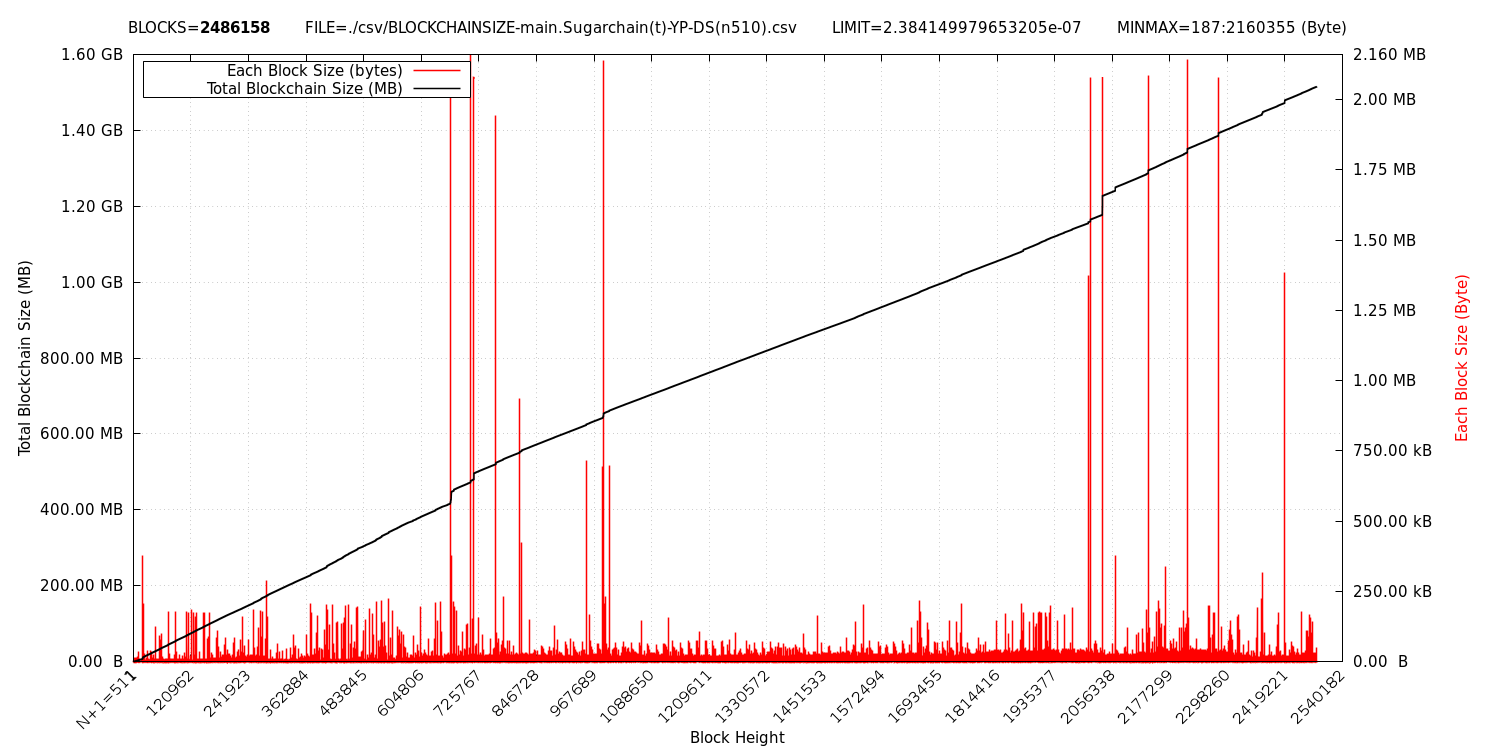 BLOCKS=2486158 FILE=./csv/BLOCKCHAINSIZE-main.Sugarchain(t)-YP-DS(n510).csv LIMIT=2.384149979653205e-07 MINMAX=187:2160355 (Byte)
Each Block Size (bytes)
Total Blockchain Size (MB)
1.60 GB
1.40 GB
1.20 GB
1.00 GB
800.00 MB
600.00 MB
400.00 MB
200.00 MB
0.00 B
Total Blockchain Size (MB)
2.160 MB
2.00 MB
1.75 MB
1.50 MB
1.25 MB
1.00 MB
750.00 kB
500.00 kB
250.00 kB
0.00 B
Each Block Size (Byte)
N+1=511
120962
241923
362884
483845
604806
725767
846728
967689
1088650
1209611
1330572
1451533
1572494
1693455
1814416
1935377
2056338
2177299
2298260
2419221
2540182
Block Height